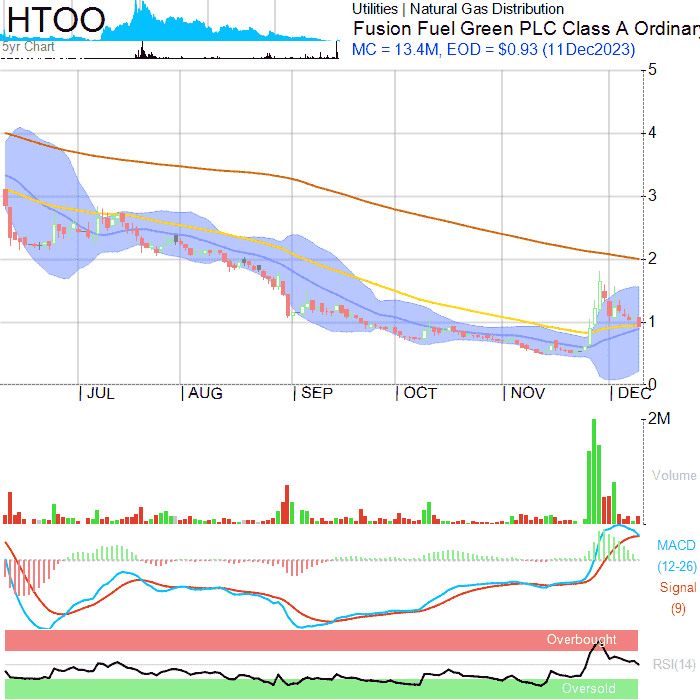 HTOO
Utilities | Natural Gas Distribution
Fusion Fuel Green PLC Class A Ordinary
5yr Chart
MC = 13.4M, EOD = $0.93 (11Dec2023)
5
4
3
2
1
0
JUL
AUG
SEP
OCT
NOV
DEC
2M
Volume
MACD
(12-26)
Signal
(9)
Overbought
RSI(14)
Oversold